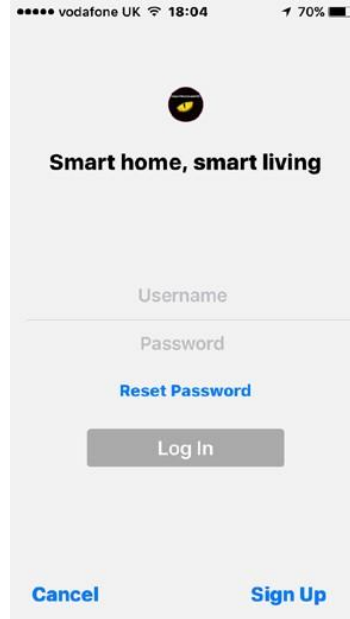 vodafone UK 18:04 70%
Smart home, smart living
Username
Password
Reset Password
Log In
Cancel Sign Up